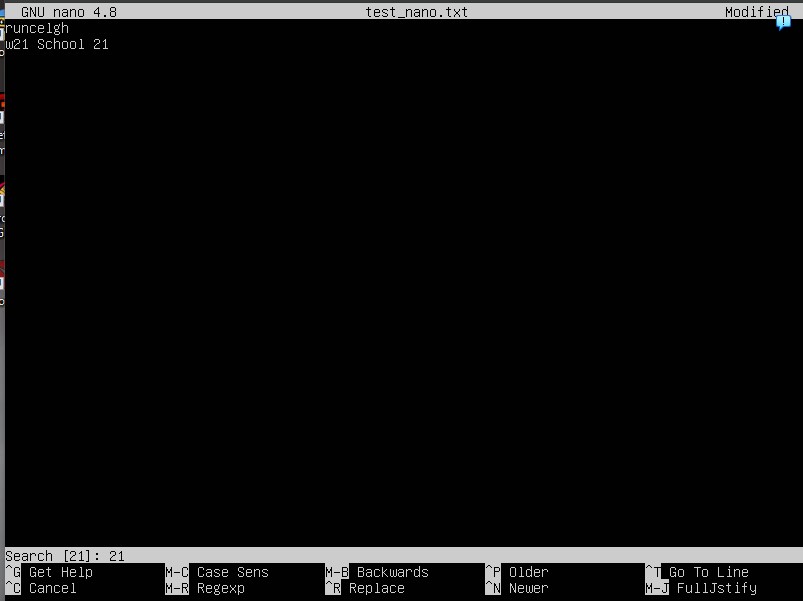 GNU nano 4.8 test_nano.txt Modified
runcelgh
w21 School 21
Search [21]: 21
^G Get Help M-C Case Sens M-B Backwards ^P Older ^T Go To Line
^C Cancel M-R Regexp ^R Replace ^N Newer M-J FullJstify